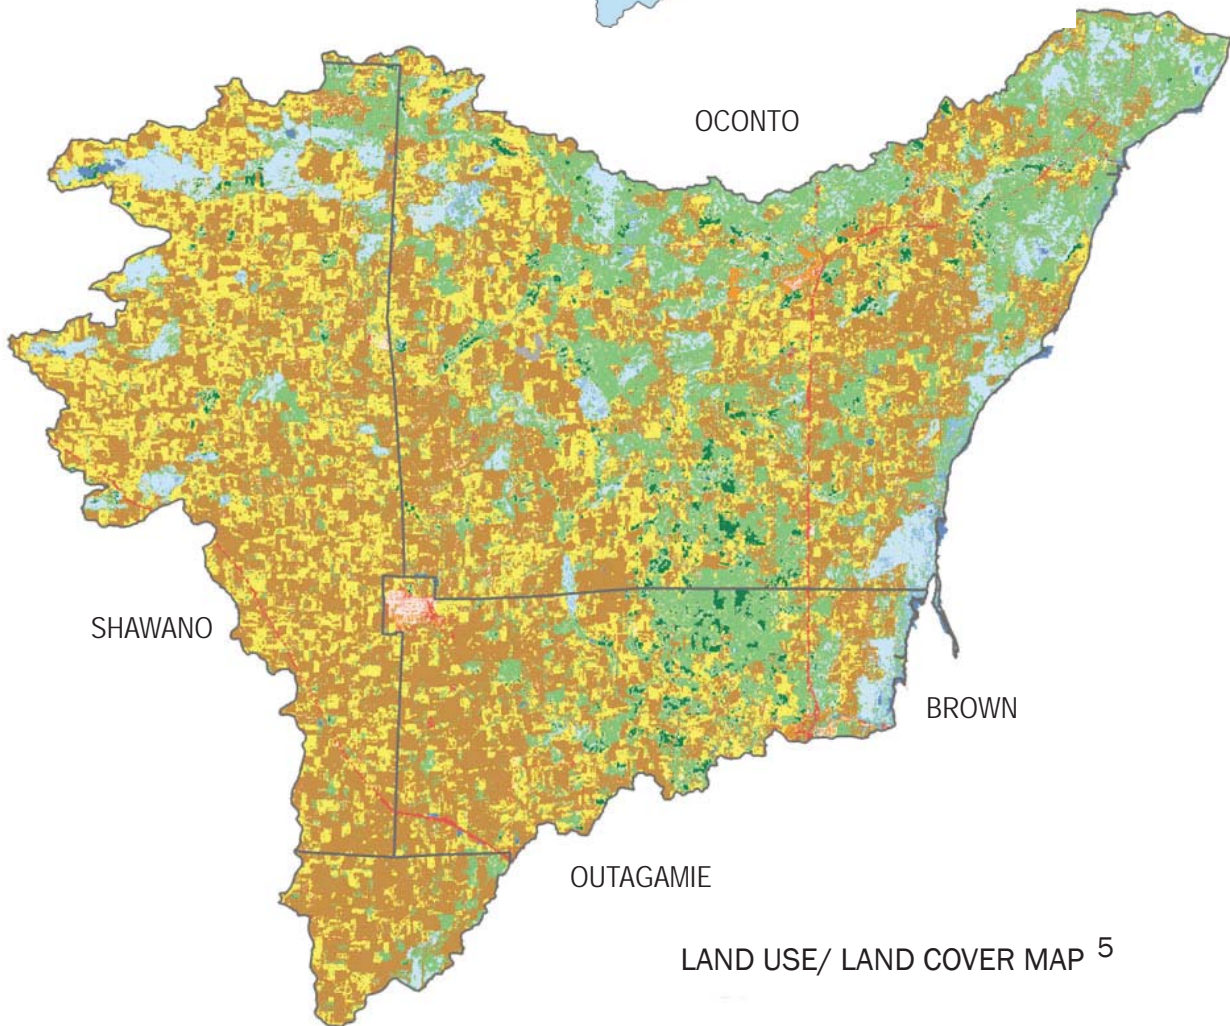 OCONTO
SHAWANO
BROWN
OUTAGAMIE
LAND USE/ LAND COVER MAP 5